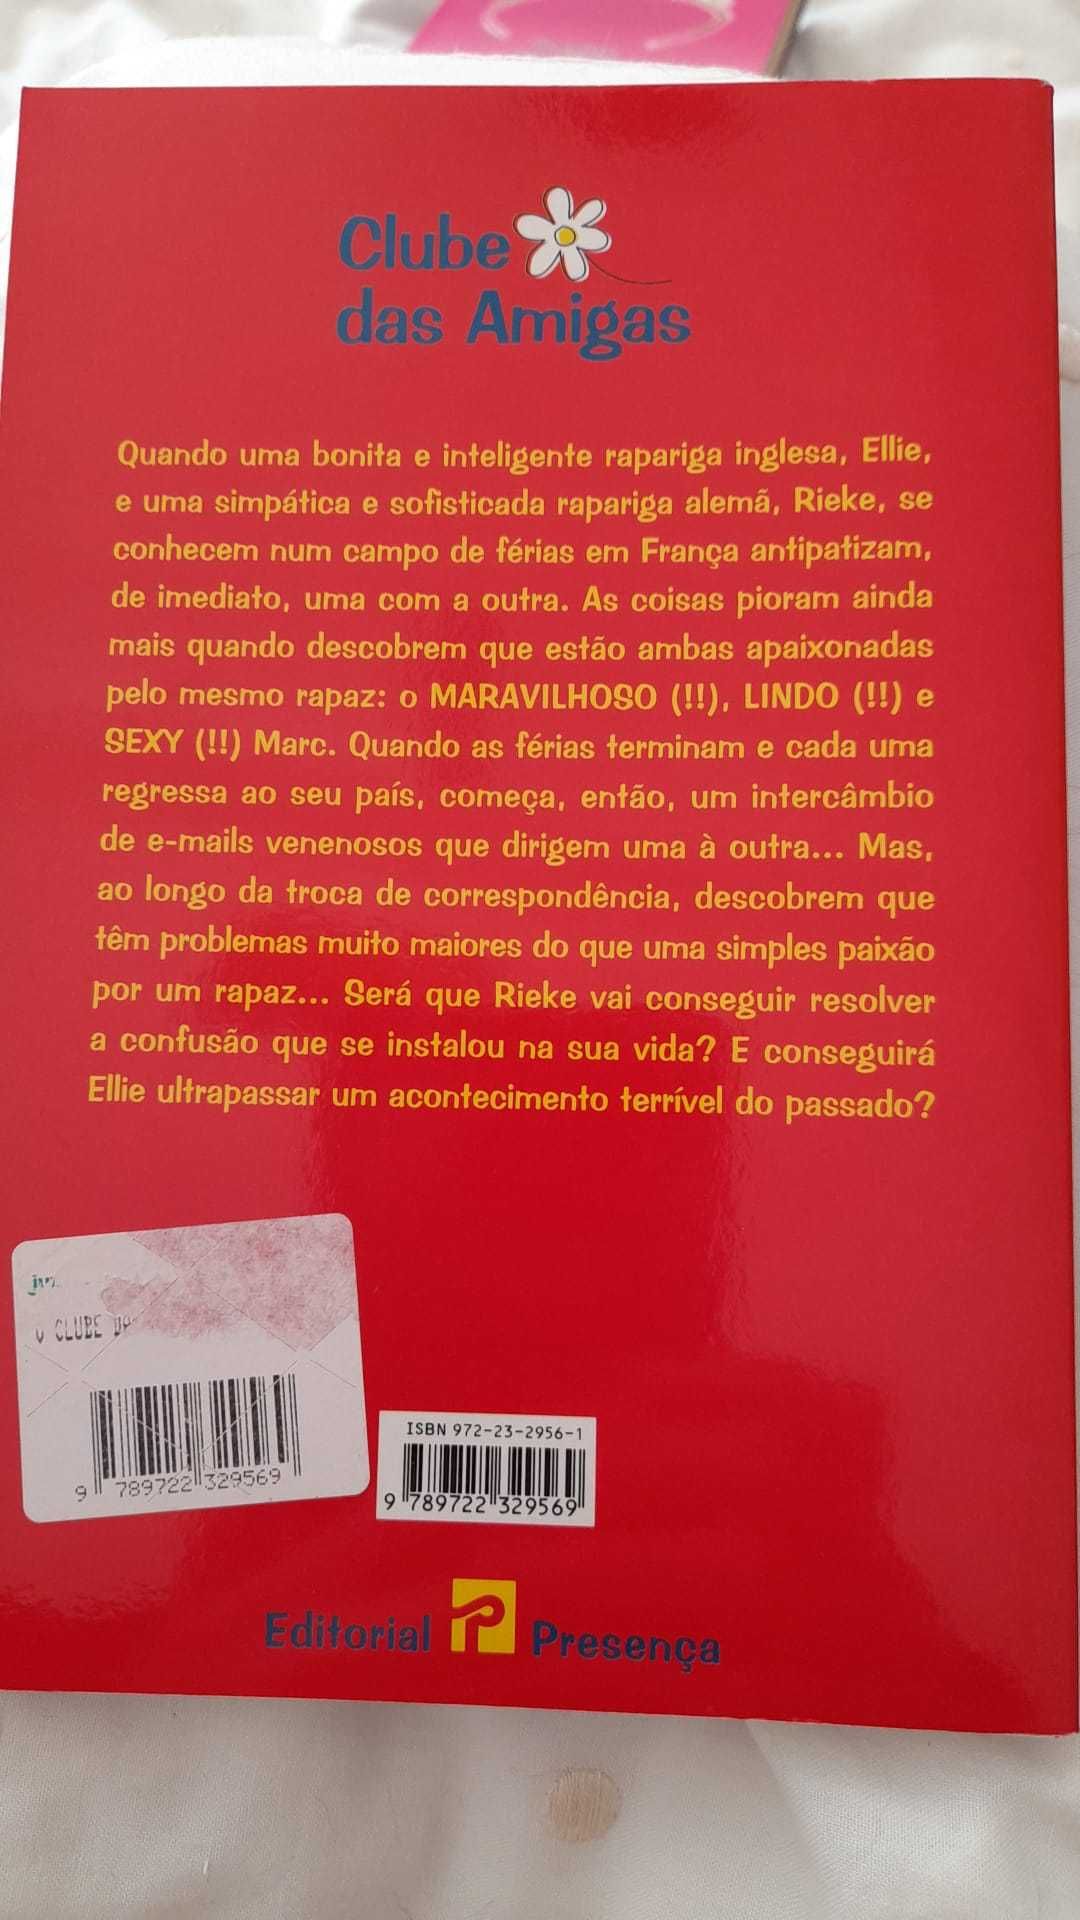 Clube
das Amigas
Quando uma bonita e inteligente rapariga inglesa, Ellie,
e uma simpática e sofisticada rapariga alemã, Rieke, se
conhecem num campo de férias em França antipatizam,
de imediato, uma com a outra. As coisas pioram ainda
mais quando descobrem que estão ambas apaixonadas
pelo mesmo rapaz: o MARAVILHOSO (!!), LINDO (!!) e
SEXY (!!) Marc. Quando as férias terminam e cada uma
regressa ao seu país, começa, então, um intercâmbio
de e-mails venenosos que dirigem uma à outra... Mas,
ao longo da troca de correspondência, descobrem que
têm problemas muito maiores do que uma simples paixão
por um rapaz... Será que Rieke vai conseguir resolver
a confusão que se instalou na sua vida? E conseguirá
Ellie ultrapassar um acontecimento terrível do passado?
O CLUBE
9 789722 329569
ISBN 972-23-2956-1
9 789722 329569
Editorial Presença